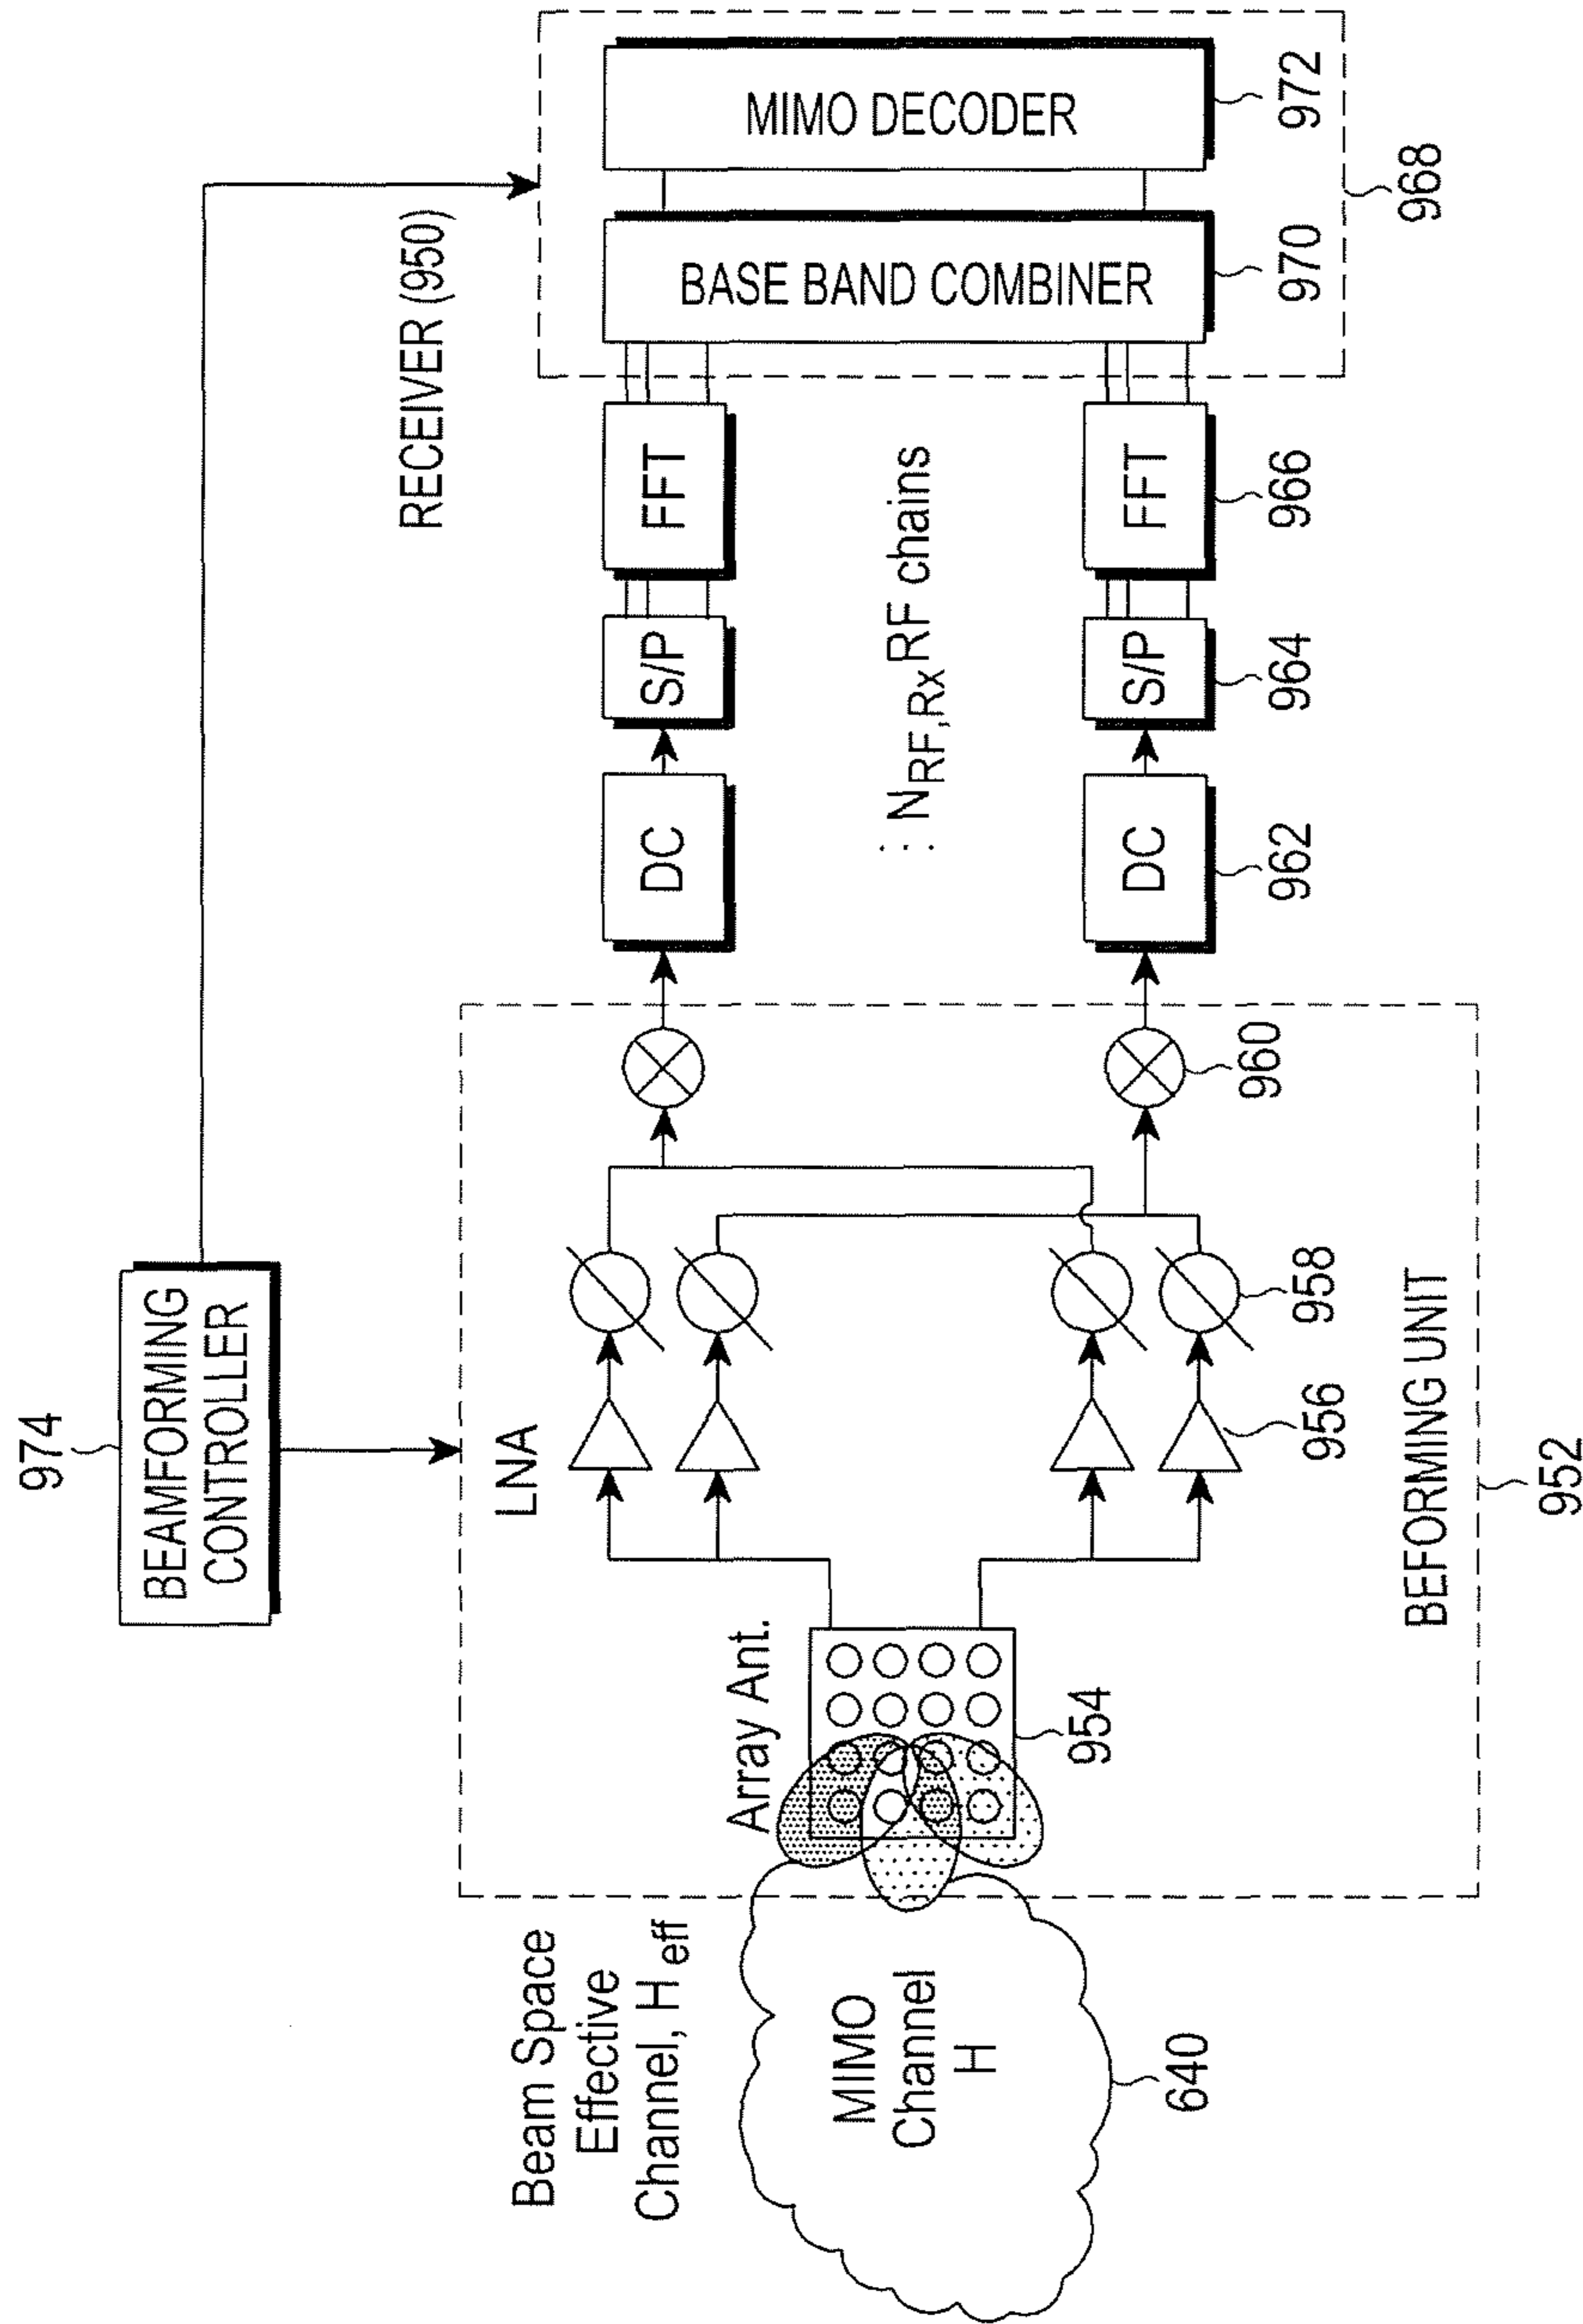 974
BEAMFORMING
CONTROLLER
RECEIVER (950)
LNA
Array Ant.
Beam Space
Effective
Channel, H eff
MIMO
Channel
H
640
954
956
958
960
BEFORMING UNIT
952
DC
S/P
FFT
⋮ N RF,Rx RF chains
DC
S/P
FFT
962
964
966
BASE BAND COMBINER
MIMO DECODER
970
972
968